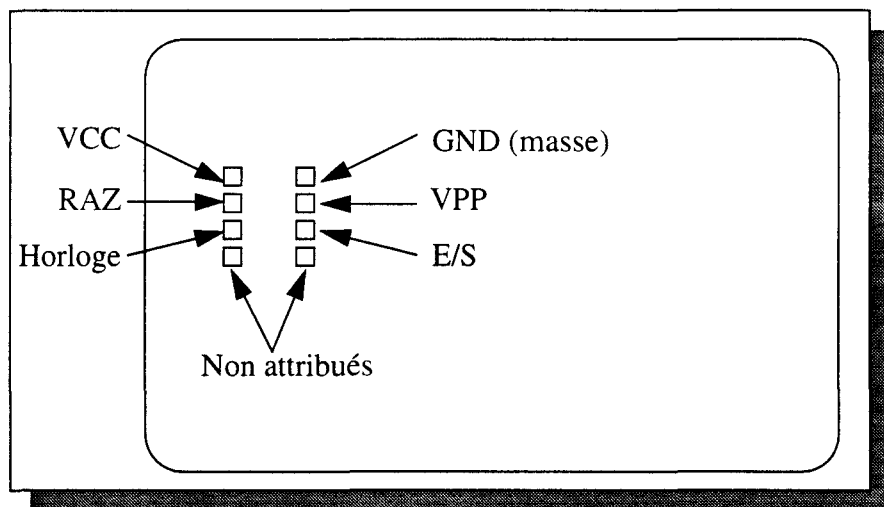 VCC
GND (masse)
RAZ
VPP
Horloge
E/S
Non attribués